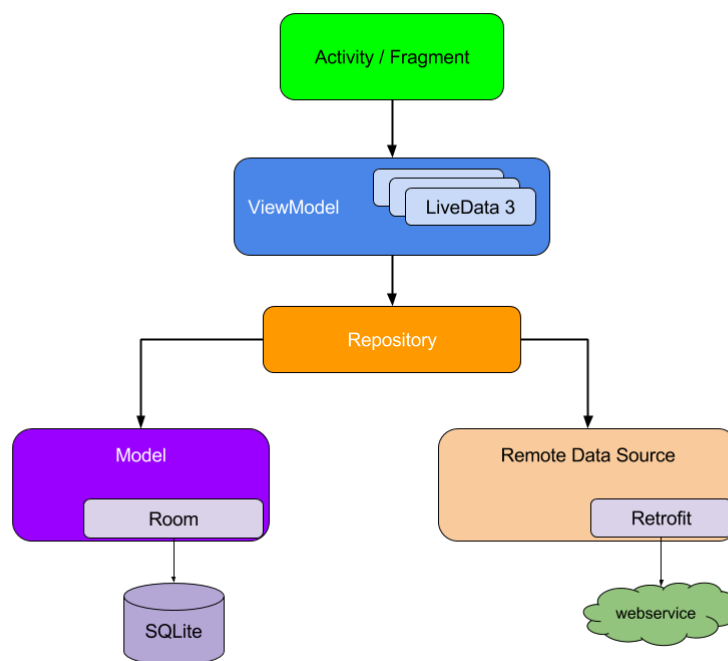 Activity / Fragment
ViewModel
LiveData 3
Repository
Model
Remote Data Source
Room
Retrofit
SQLite
webservice